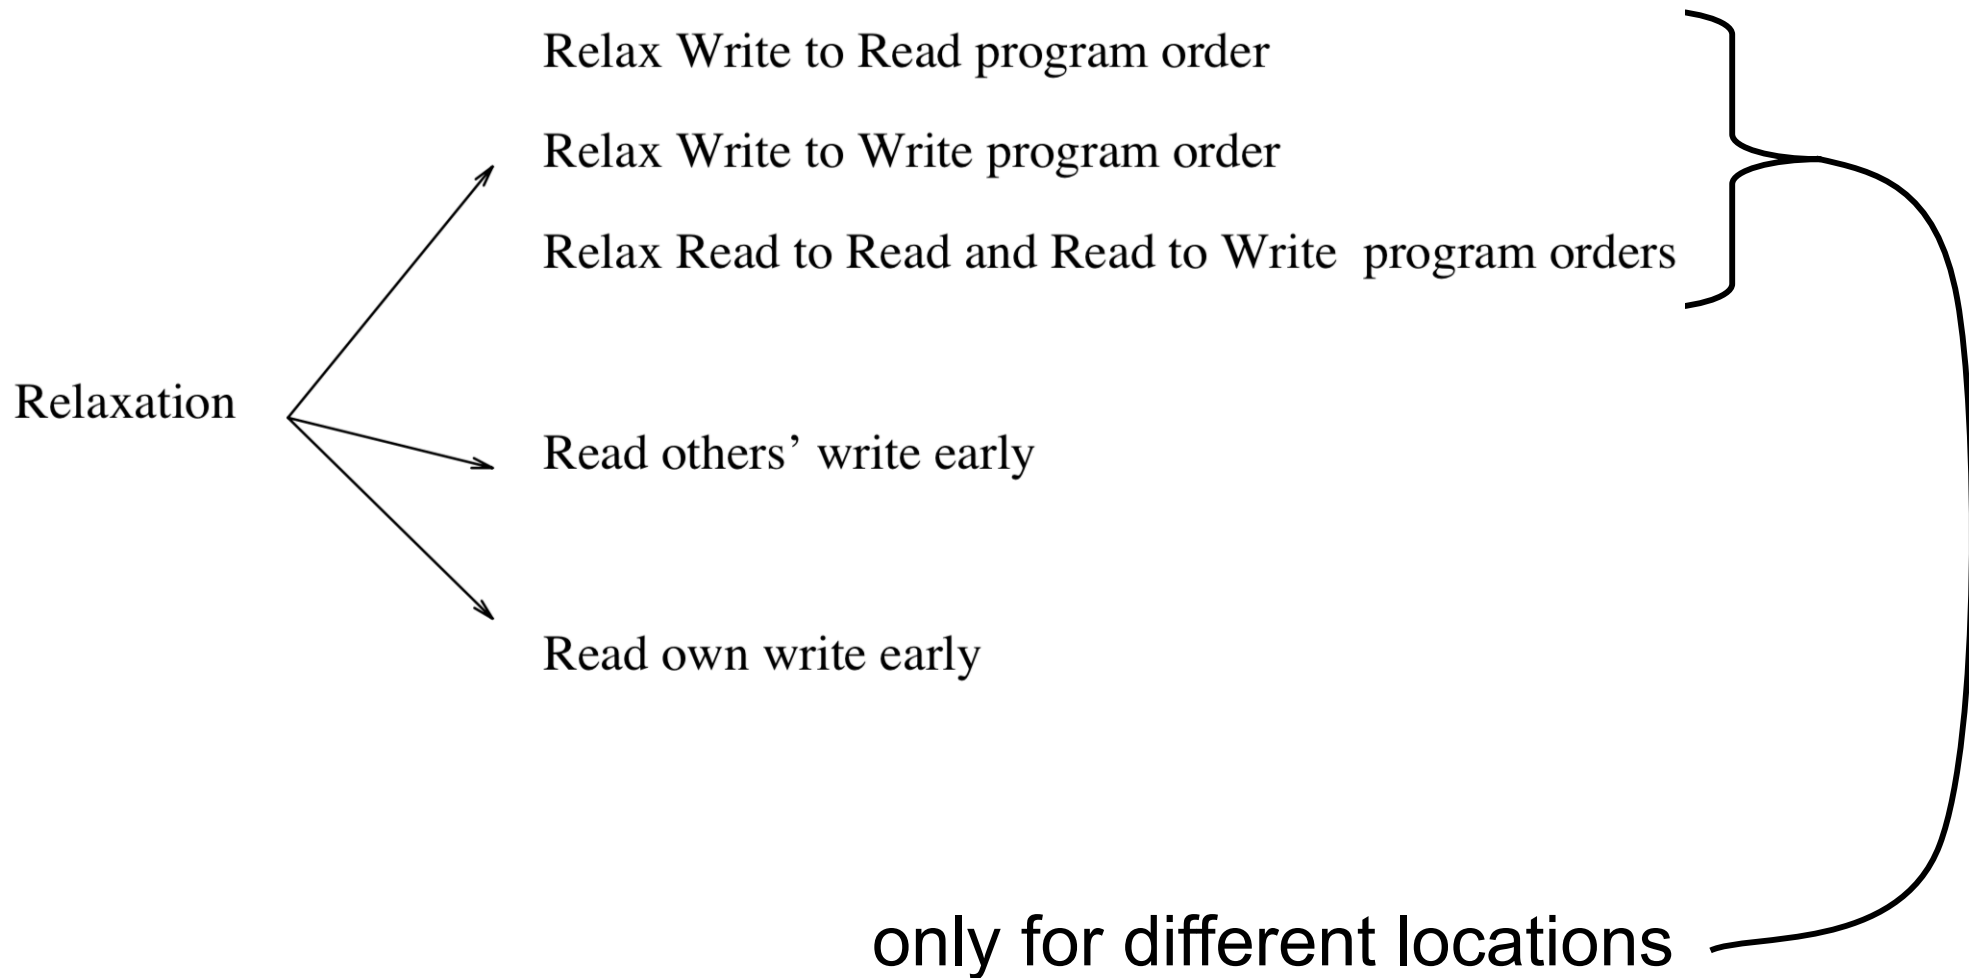 Relax Write to Read program order
Relax Write to Write program order
Relax Read to Read and Read to Write program orders
Relaxation
Read others’ write early
Read own write early
only for different locations